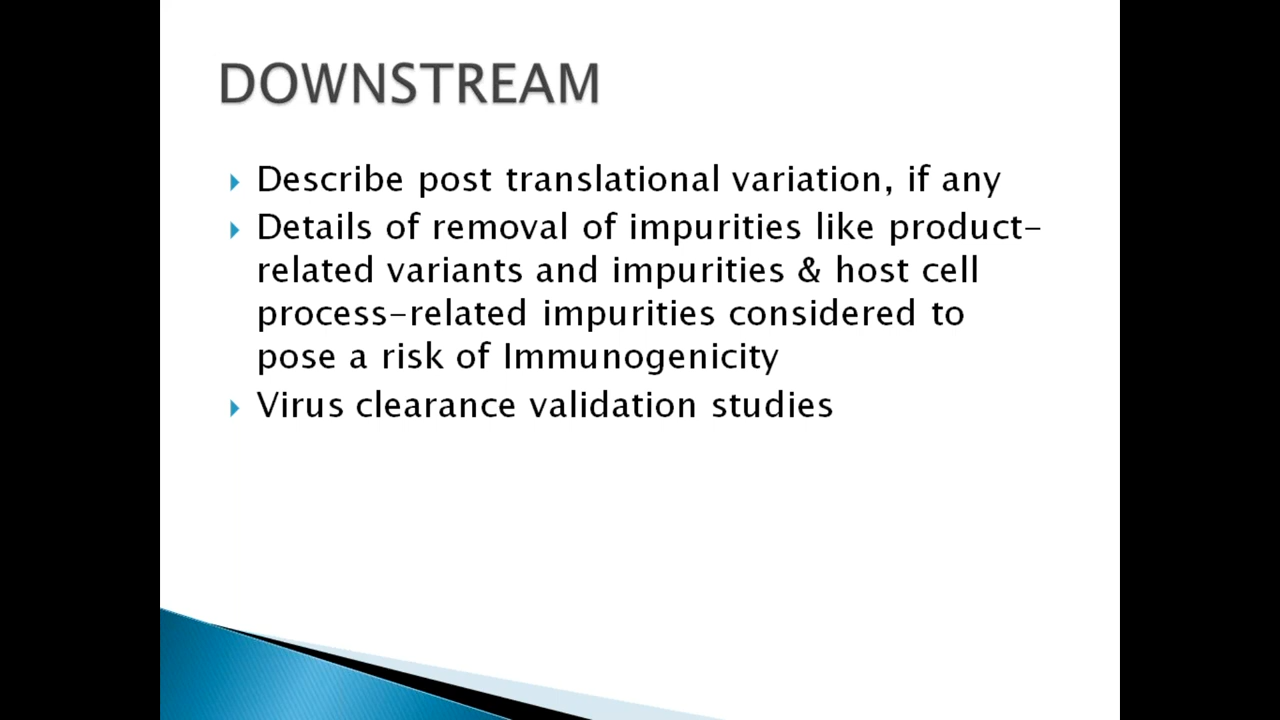 DOWNSTREAM
Describe post translational variation, if any
Details of removal of impurities like product-
related variants and impurities & host cell
process-related impurities considered to
pose a risk of Immunogenicity
Virus clearance validation studies